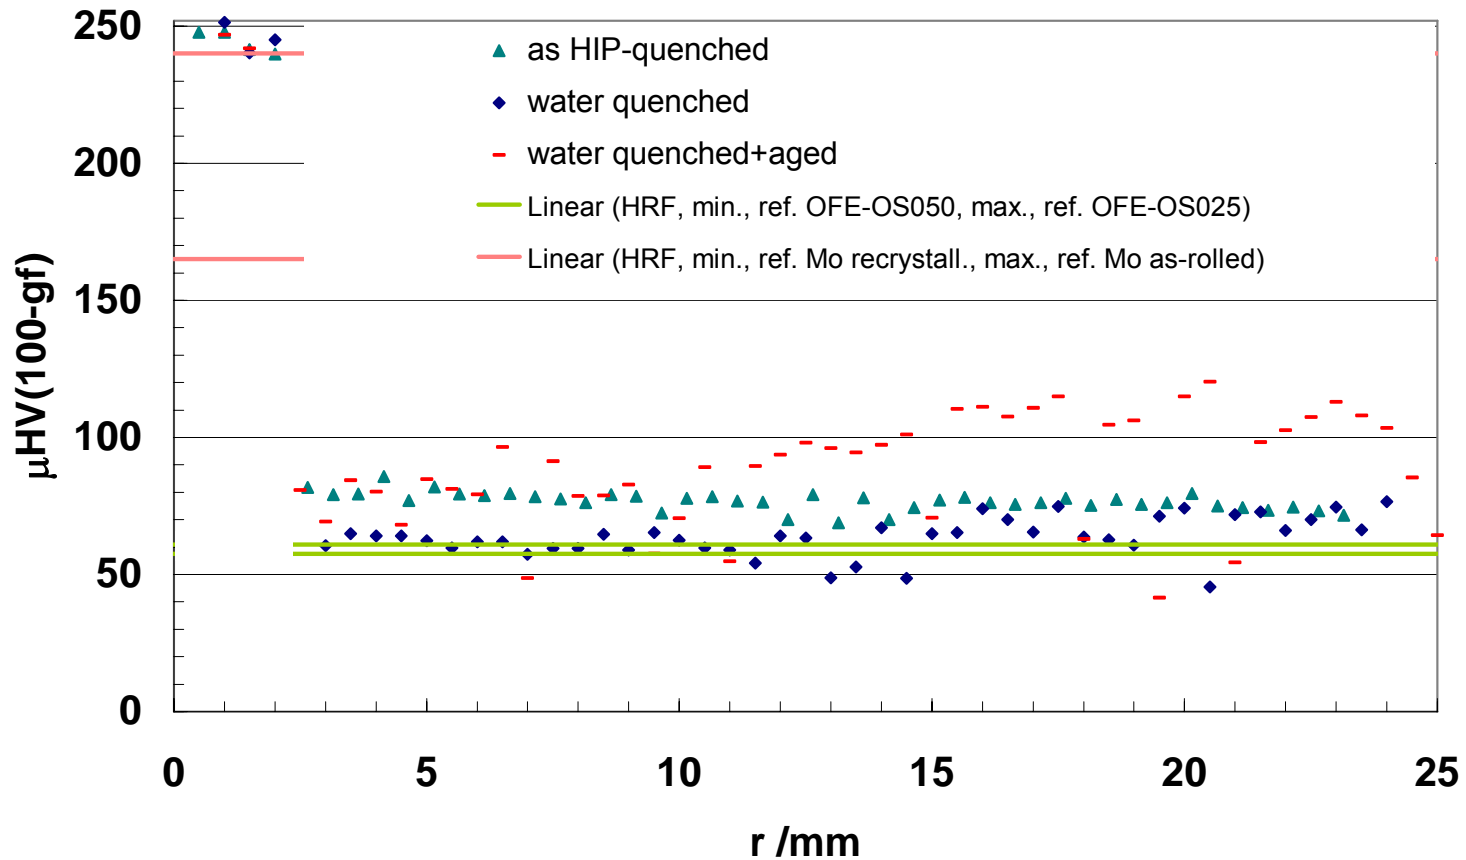 250
200
150
100
50
0
μHV(100-gf)
as HIP-quenched
water quenched
water quenched+aged
Linear (HRF, min., ref. OFE-OS050, max., ref. OFE-OS025)
Linear (HRF, min., ref. Mo recrystall., max., ref. Mo as-rolled)
0 5 10 15 20 25
r /mm